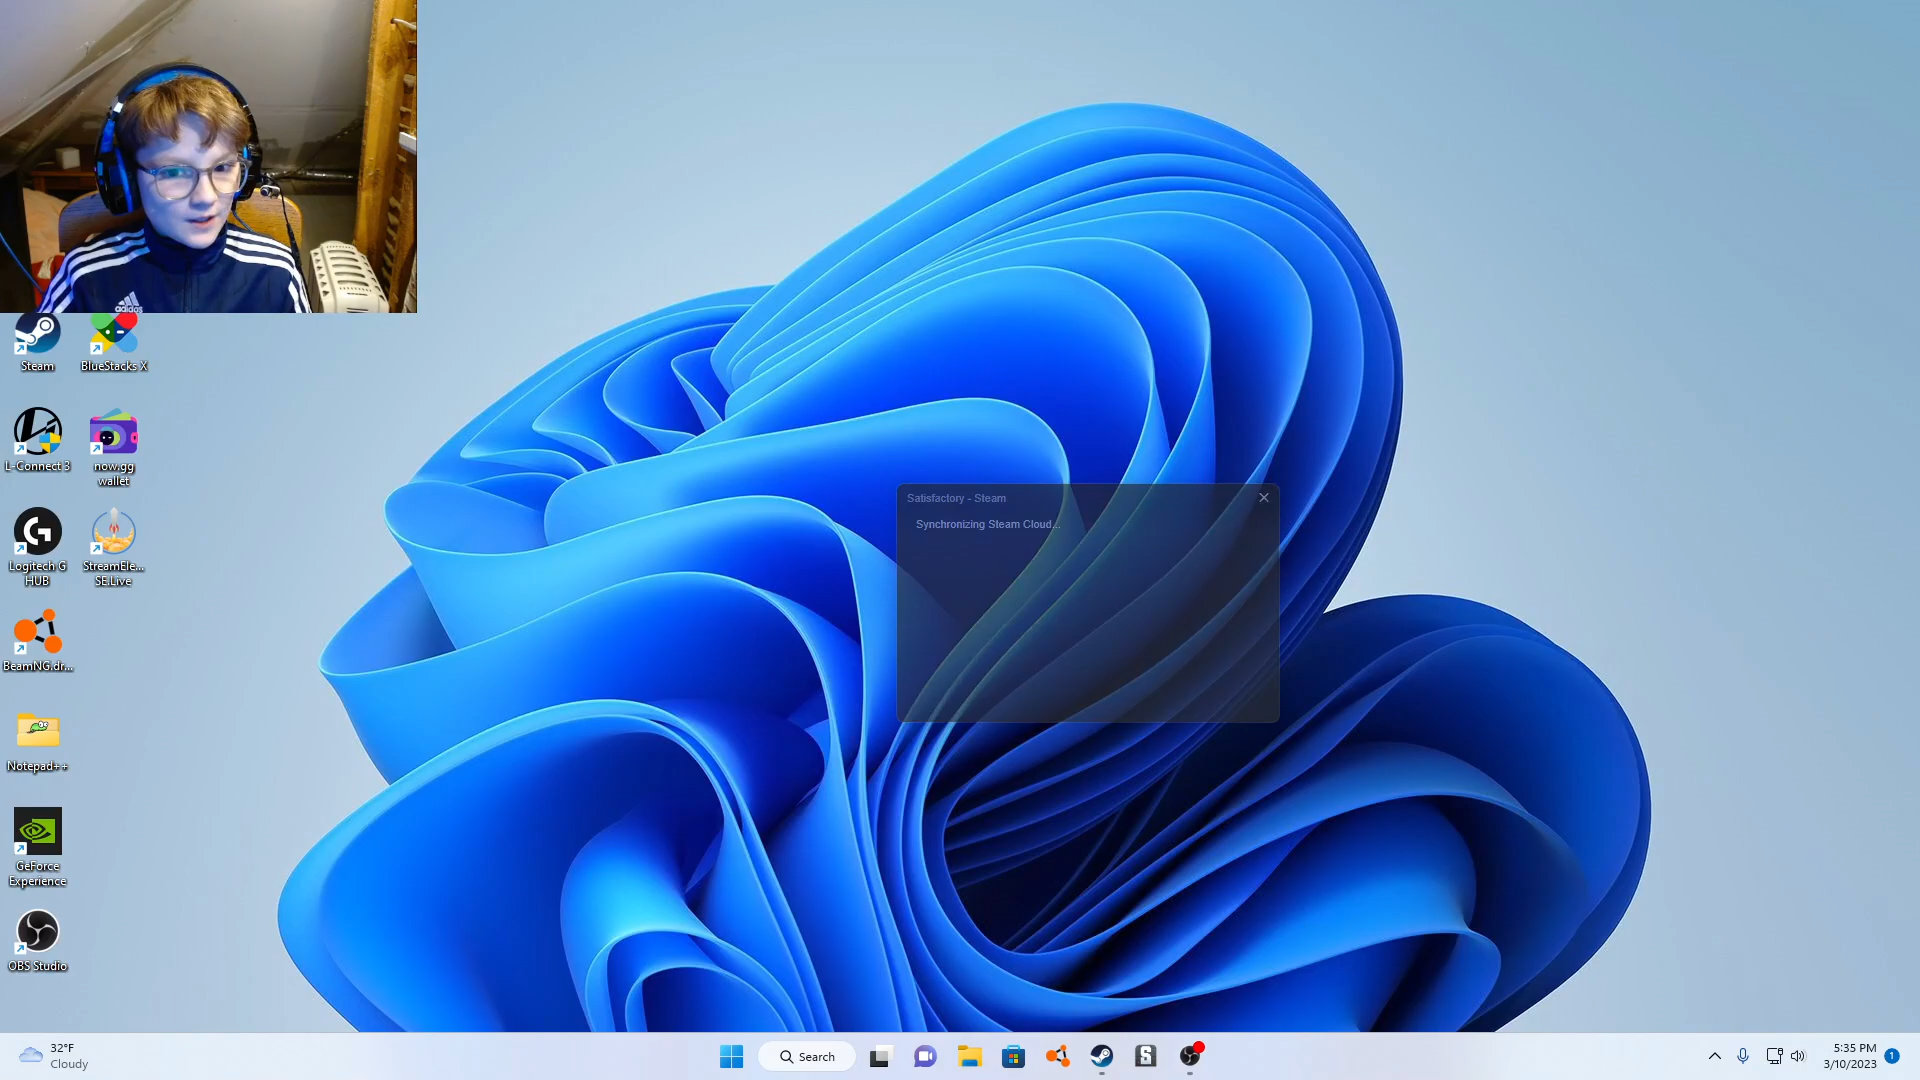 adidas
Steam
BlueStacks X
L-Connect 3
now.gg
wallet
Logitech G
HUB
StreamEle...
SE.Live
BeamNG.dr...
Notepad++
GeForce
Experience
OBS Studio
Satisfactory - Steam
Synchronizing Steam Cloud...
32°F
Cloudy
Search
S
5:35 PM
3/10/2023
1